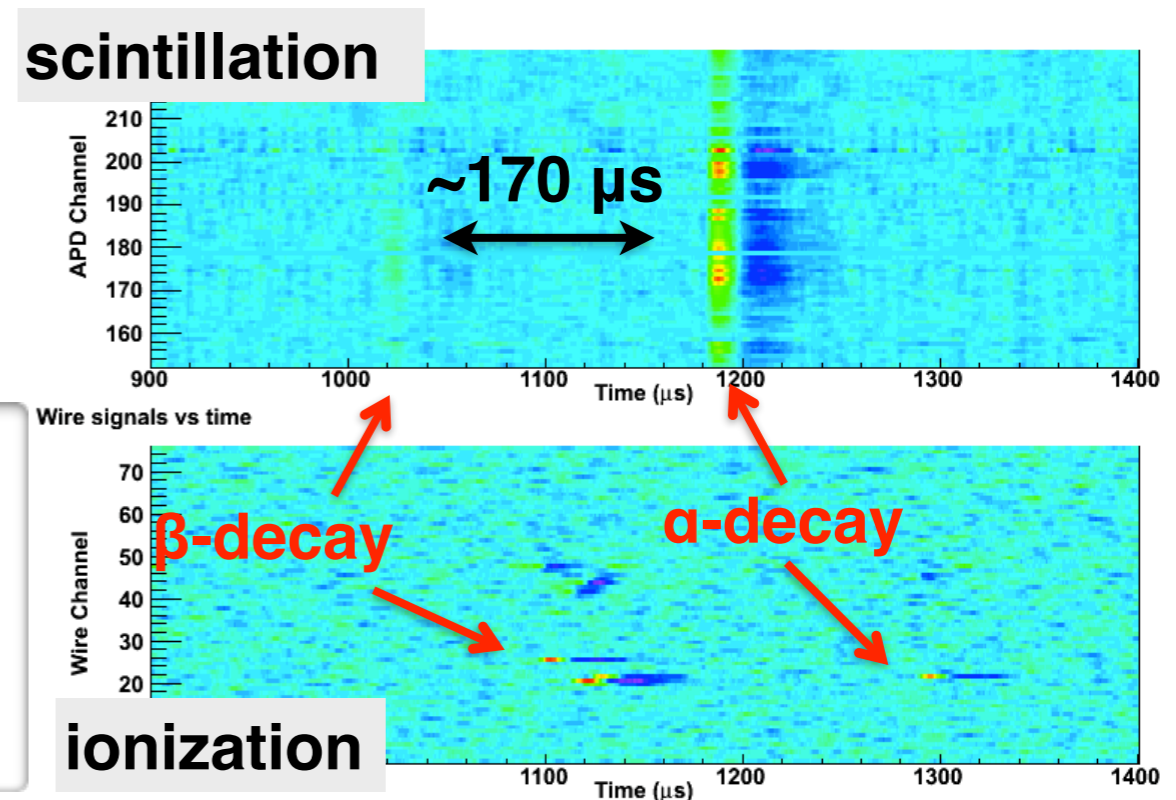 scintillation
APD Channel
210
200
190
180
170
160
~170 μs
900
1000
1100
1200
1300
1400
Time (μs)
Wire signals vs time
Wire Channel
70
60
50
40
30
20
β-decay
α-decay
ionization
1100
1200
1300
1400
Time (μs)